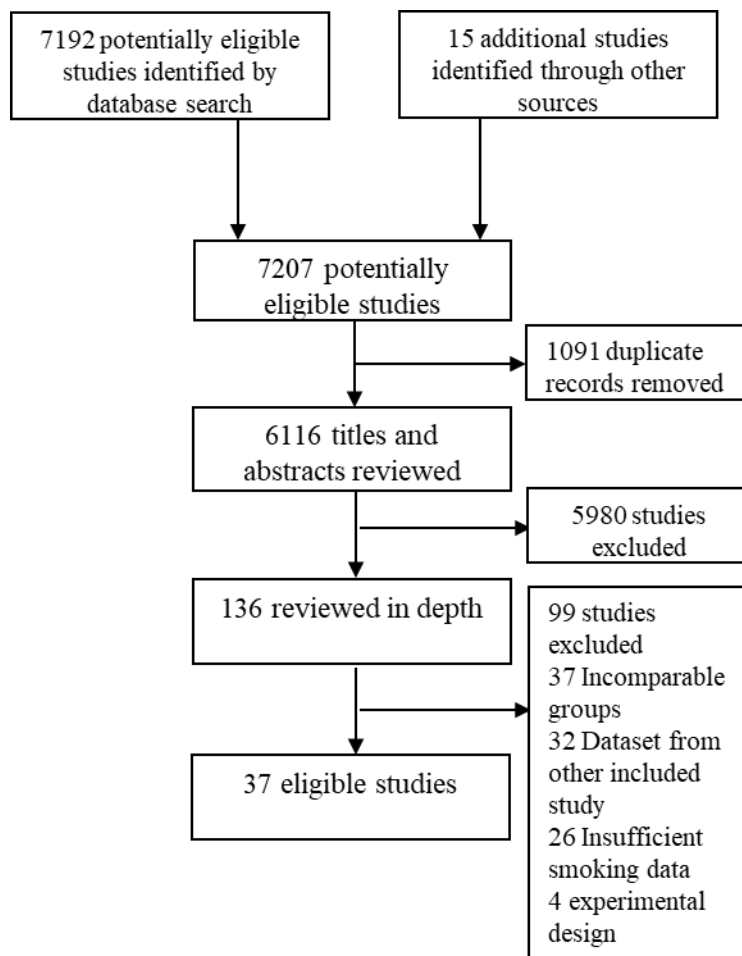 7192 potentially eligible
studies identified by
database search
15 additional studies
identified through other
sources
7207 potentially
eligible studies
1091 duplicate
records removed
6116 titles and
abstracts reviewed
5980 studies
excluded
136 reviewed in depth
99 studies
excluded
37 Incomparable
groups
32 Dataset from
other included
study
26 Insufficient
smoking data
4 experimental
design
37 eligible studies